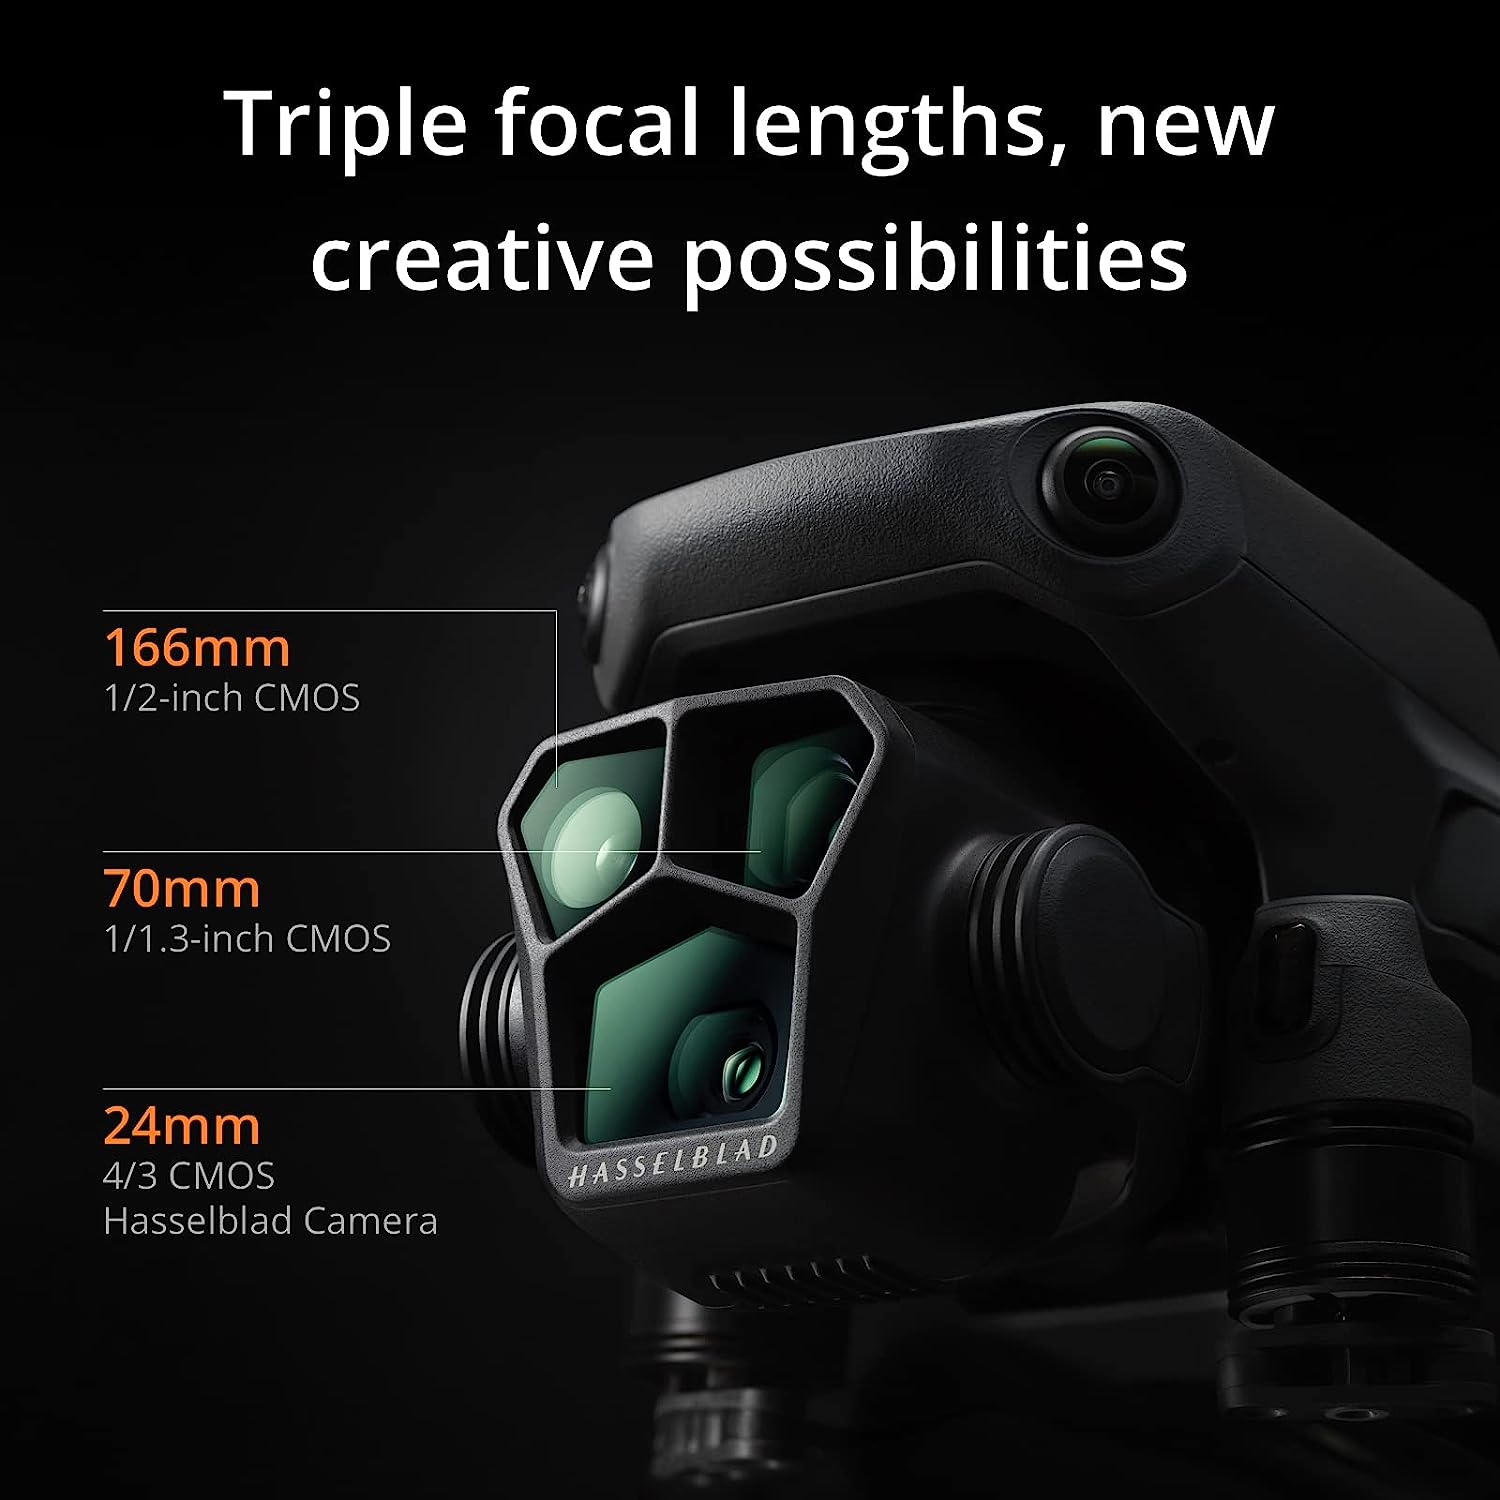 Triple focal lengths, new
creative possibilities
166mm
1/2-inch CMOS
70mm
1/1.3-inch CMOS
24mm
4/3 CMOS
Hasselblad Camera
HASSELBLAD